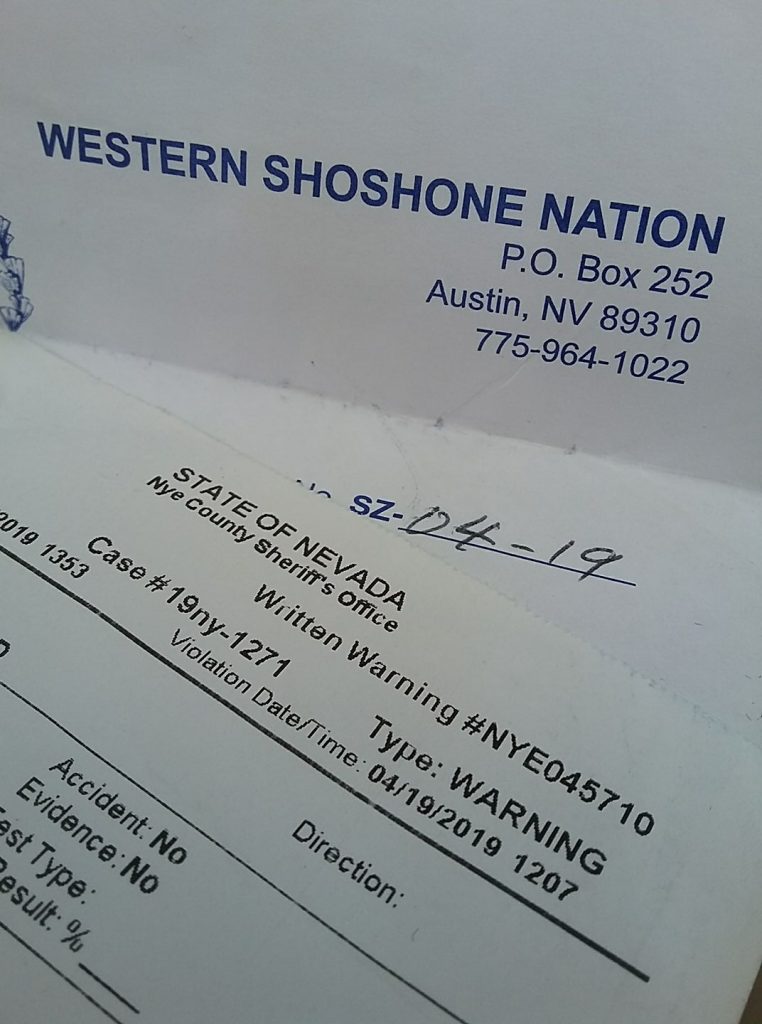 WESTERN SHOSHONE NATION
P.O. Box 252
Austin, NV 89310
775-964-1022
No. SZ-04-19
STATE OF NEVADA
Nye County Sheriff's Office
Written Warning #NYE045710
Case #19ny-1271
Type: WARNING
2019 1353
Violation Date/Time: 04/19/2019 1207
Accident: No
Direction:
Evidence: No
est Type:
Result: %